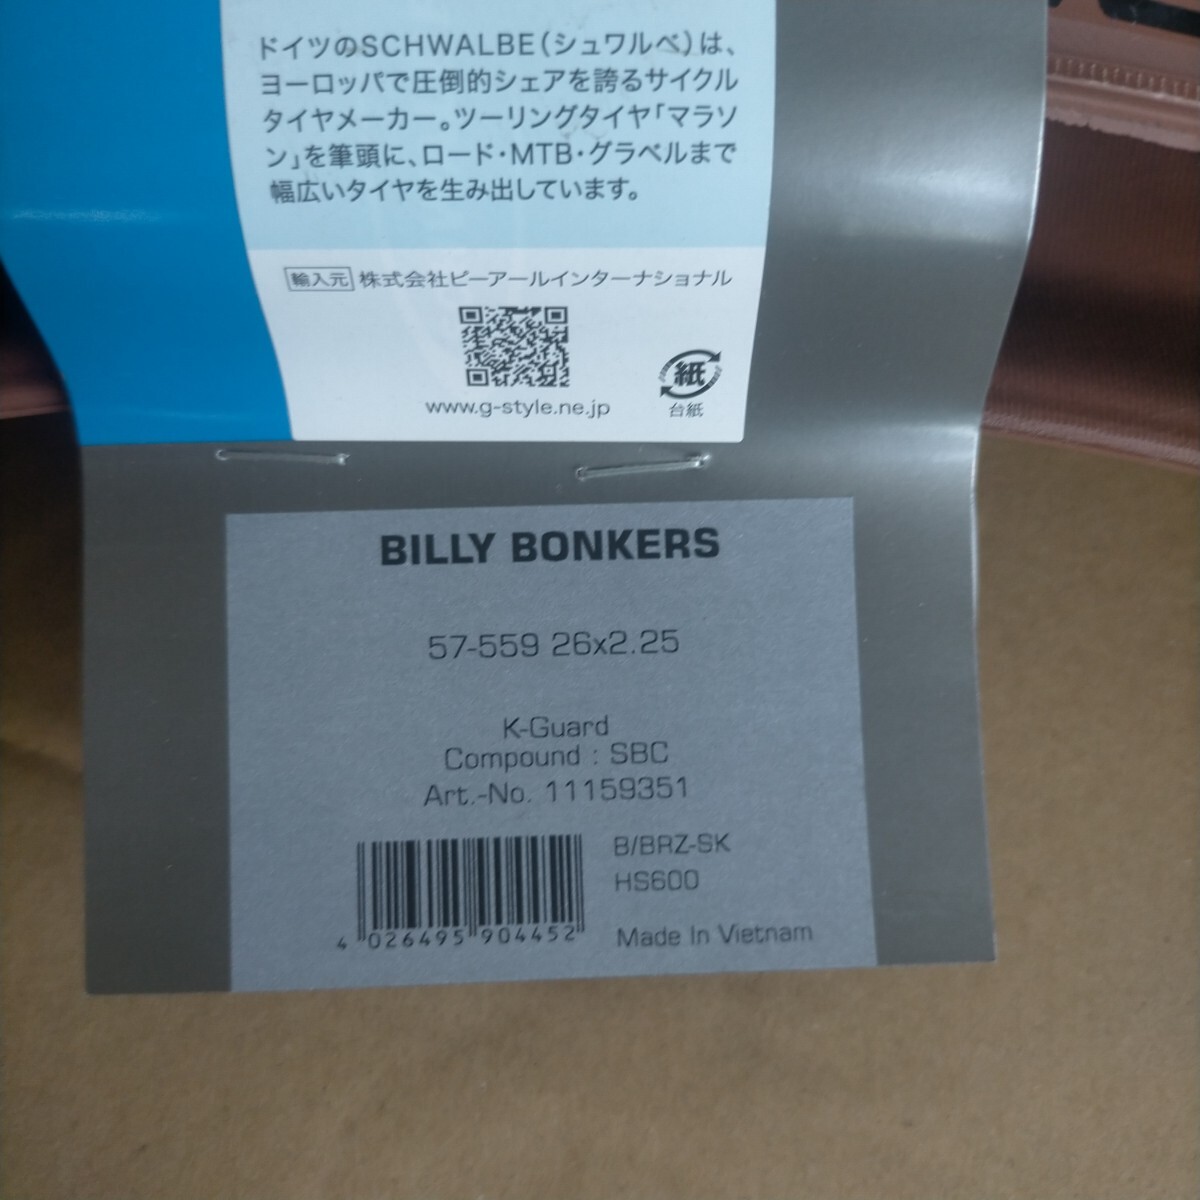 ドイツのSCHWALBE(シュワルベ)は、
ヨーロッパで圧倒的シェアを誇るサイクル
タイヤメーカー。ツーリングタイヤ「マラソ
ン」を筆頭に、ロード・MTB・グラベルまで
幅広いタイヤを生み出しています。
輸入元 株式会社ピーアールインターナショナル
www.g-style.ne.jp
紙
台紙
BILLY BONKERS
57-559 26x2.25
K-Guard
Compound : SBC
Art.-No. 11159351
B/BRZ-SK
HS600
4 026495 904452
Made In Vietnam